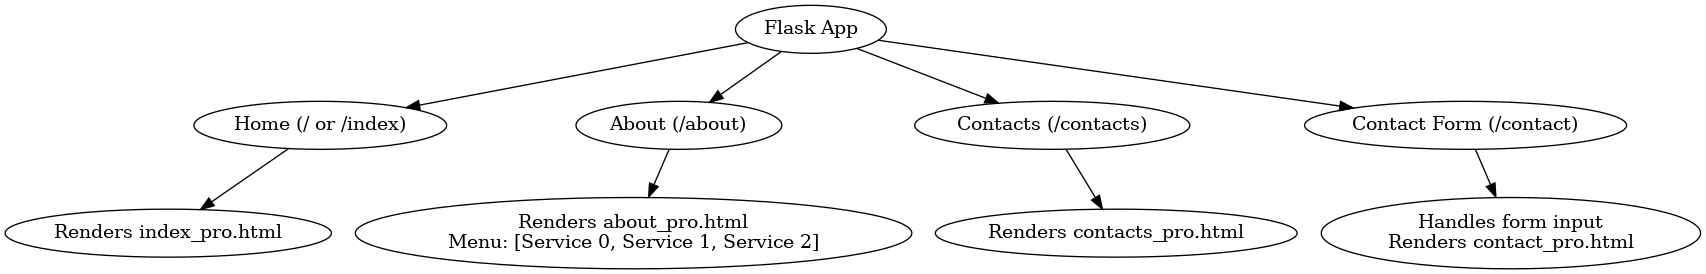 Flask App
Home (/ or /index)
About (/about)
Contacts (/contacts)
Contact Form (/contact)
Renders index_pro.html
Renders about_pro.html
Menu: [Service 0, Service 1, Service 2]
Renders contacts_pro.html
Handles form input
Renders contact_pro.html